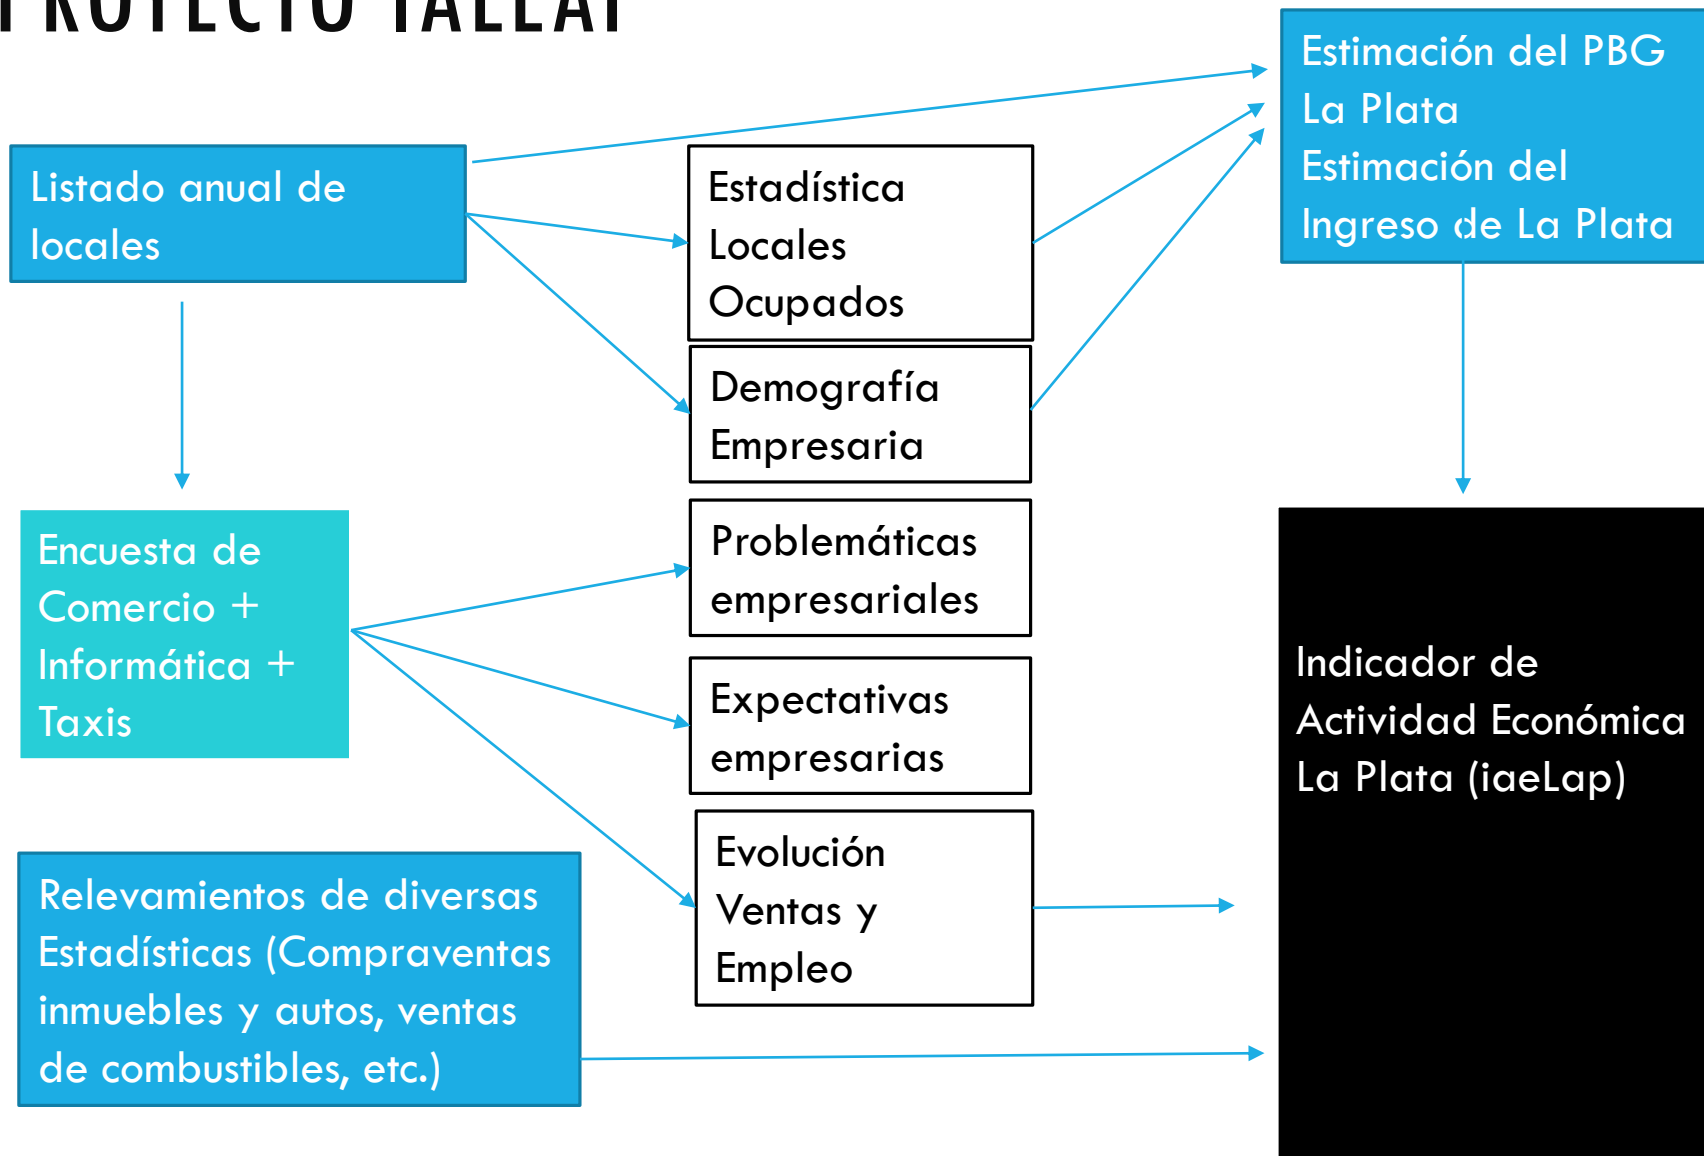 PROYECTO IAELAP
Estimación del PBG
La Plata
Estimación del
Ingreso de La Plata
Listado anual de
locales
Estadística
Locales
Ocupados
Demografía
Empresaria
Encuesta de
Comercio +
Informática +
Taxis
Problemáticas
empresariales
Expectativas
empresarias
Evolución
Ventas y
Empleo
Indicador de
Actividad Económica
La Plata (iaeLap)
Relevamientos de diversas
Estadísticas (Compraventas
inmuebles y autos, ventas
de combustibles, etc.)